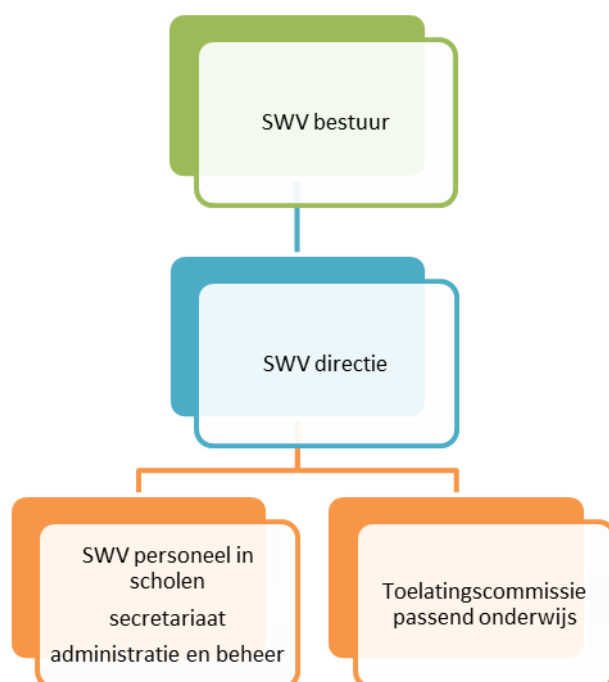 SWV bestuur
SWV directie
SWV personeel in
scholen
secretariaat
administratie en beheer
Toelatingscommissie
passend onderwijs